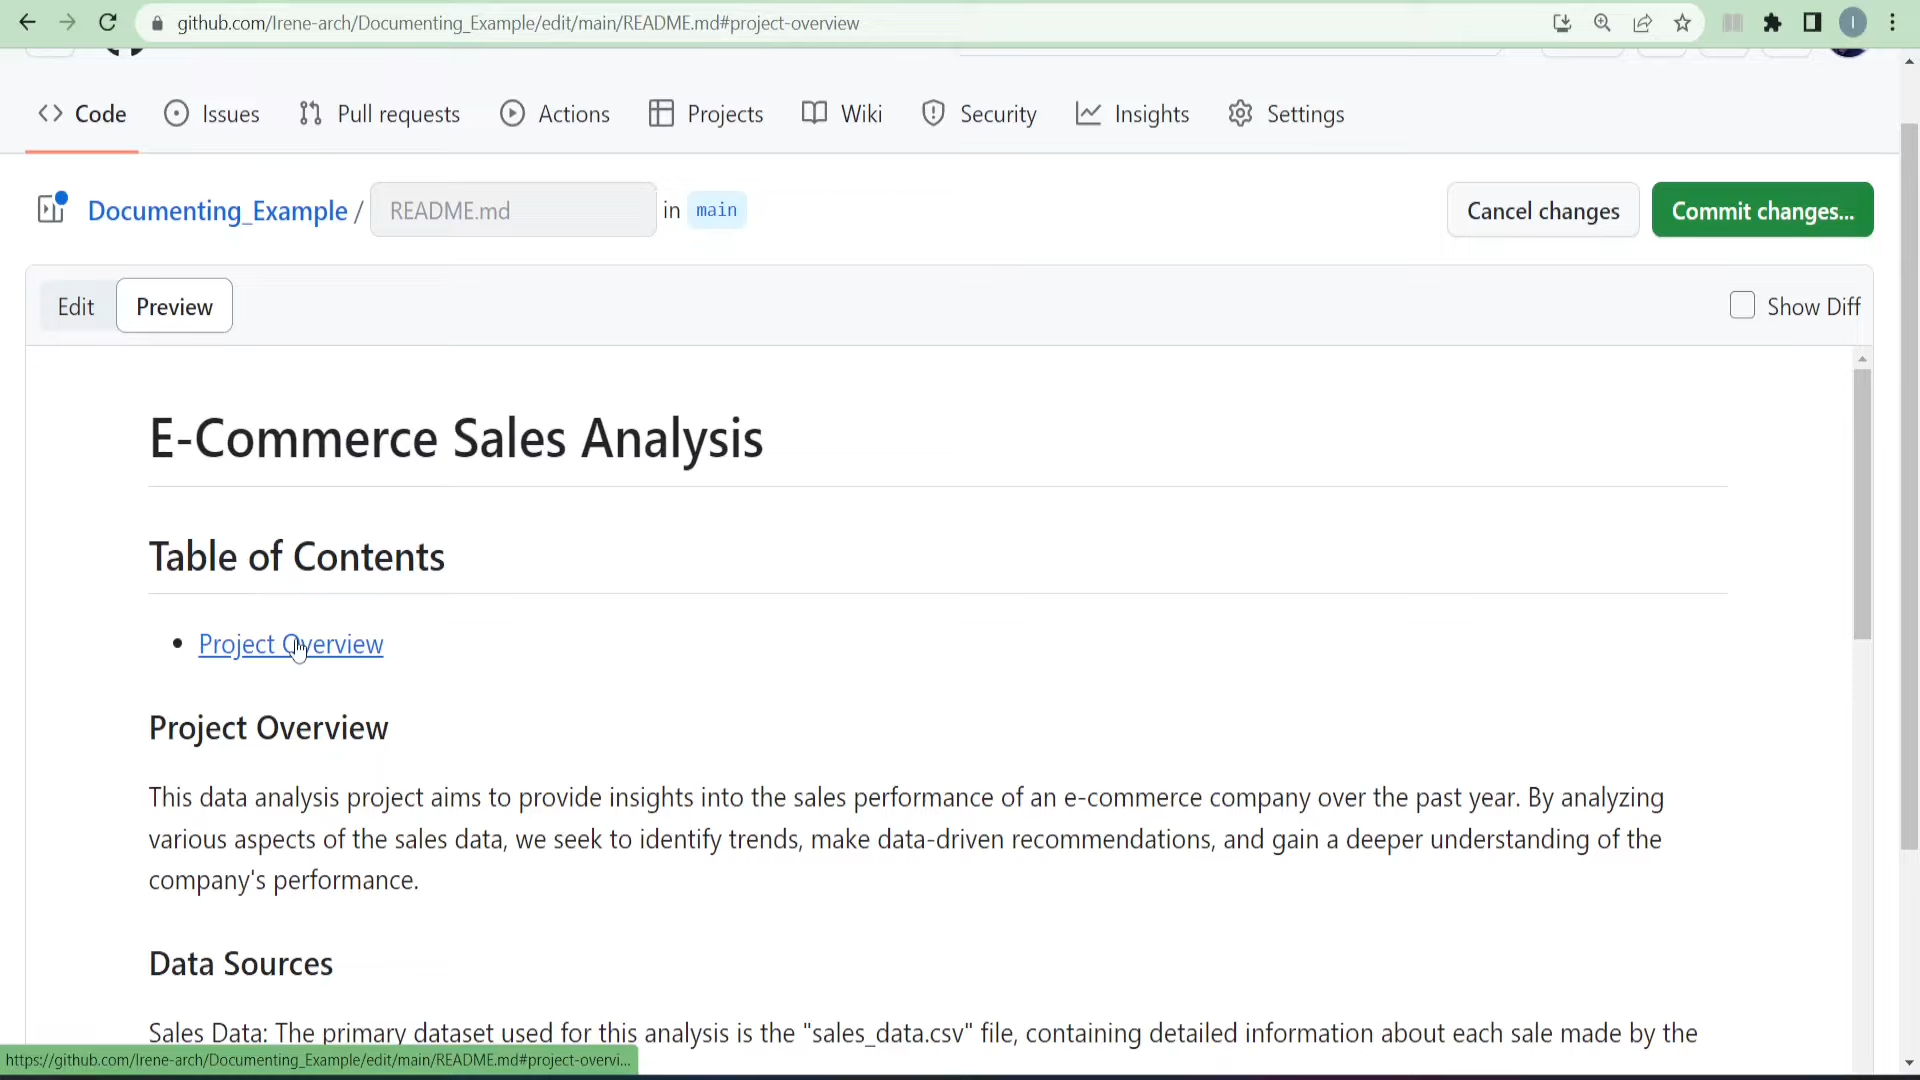 github.com/Irene-arch/Documenting_Example/edit/main/README.md#project-overview
I
Code Issues Pull requests Actions Projects Wiki Security Insights Settings
Documenting_Example / README.md in main Cancel changes Commit changes...
Edit Preview Show Diff
E-Commerce Sales Analysis
Table of Contents
• Project Overview
Project Overview
This data analysis project aims to provide insights into the sales performance of an e-commerce company over the past year. By analyzing
various aspects of the sales data, we seek to identify trends, make data-driven recommendations, and gain a deeper understanding of the
company's performance.
Data Sources
Sales Data: The primary dataset used for this analysis is the "sales_data.csv" file, containing detailed information about each sale made by the
https://github.com/Irene-arch/Documenting_Example/edit/main/README.md#project-overvi...